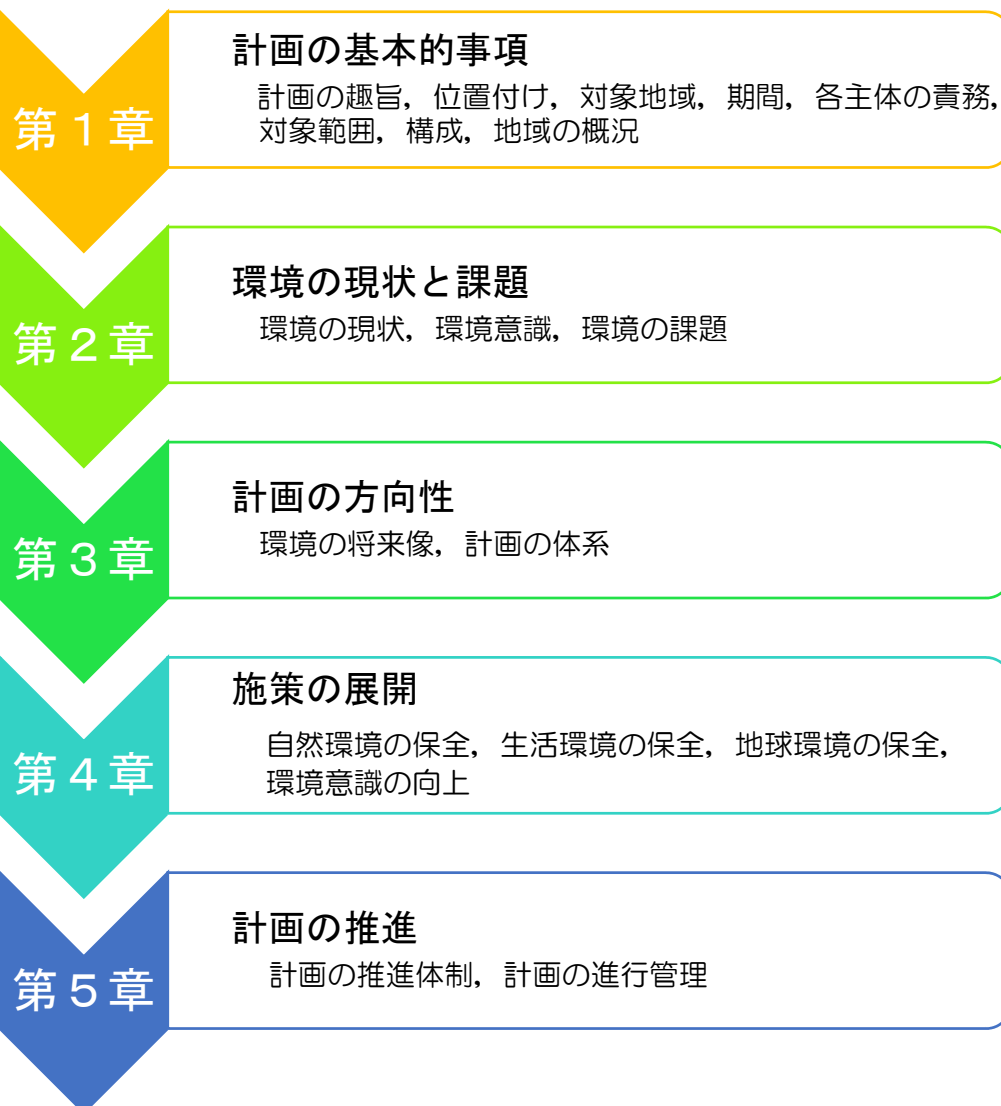 第１章
計画の基本的事項
計画の趣旨，位置付け，対象地域，期間，各主体の責務，
対象範囲，構成，地域の概況
第２章
環境の現状と課題
環境の現状，環境意識，環境の課題
第３章
計画の方向性
環境の将来像，計画の体系
第４章
施策の展開
自然環境の保全，生活環境の保全，地球環境の保全，
環境意識の向上
第５章
計画の推進
計画の推進体制，計画の進行管理